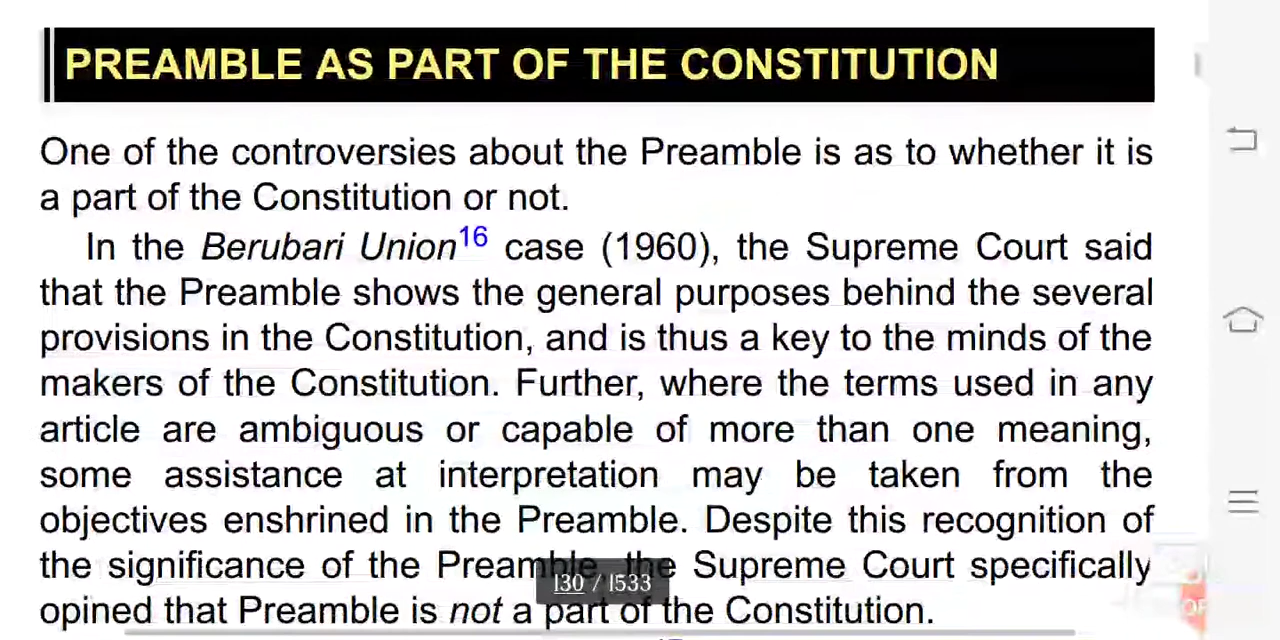 PREAMBLE AS PART OF THE CONSTITUTION
One of the controversies about the Preamble is as to whether it is
a part of the Constitution or not.
In the Berubari Union16 case (1960), the Supreme Court said
that the Preamble shows the general purposes behind the several
provisions in the Constitution, and is thus a key to the minds of the
makers of the Constitution. Further, where the terms used in any
article are ambiguous or capable of more than one meaning,
some assistance at interpretation may be taken from the
objectives enshrined in the Preamble. Despite this recognition of
the significance of the Preamble, the Supreme Court specifically
130 / 1533
opined that Preamble is not a part of the Constitution.